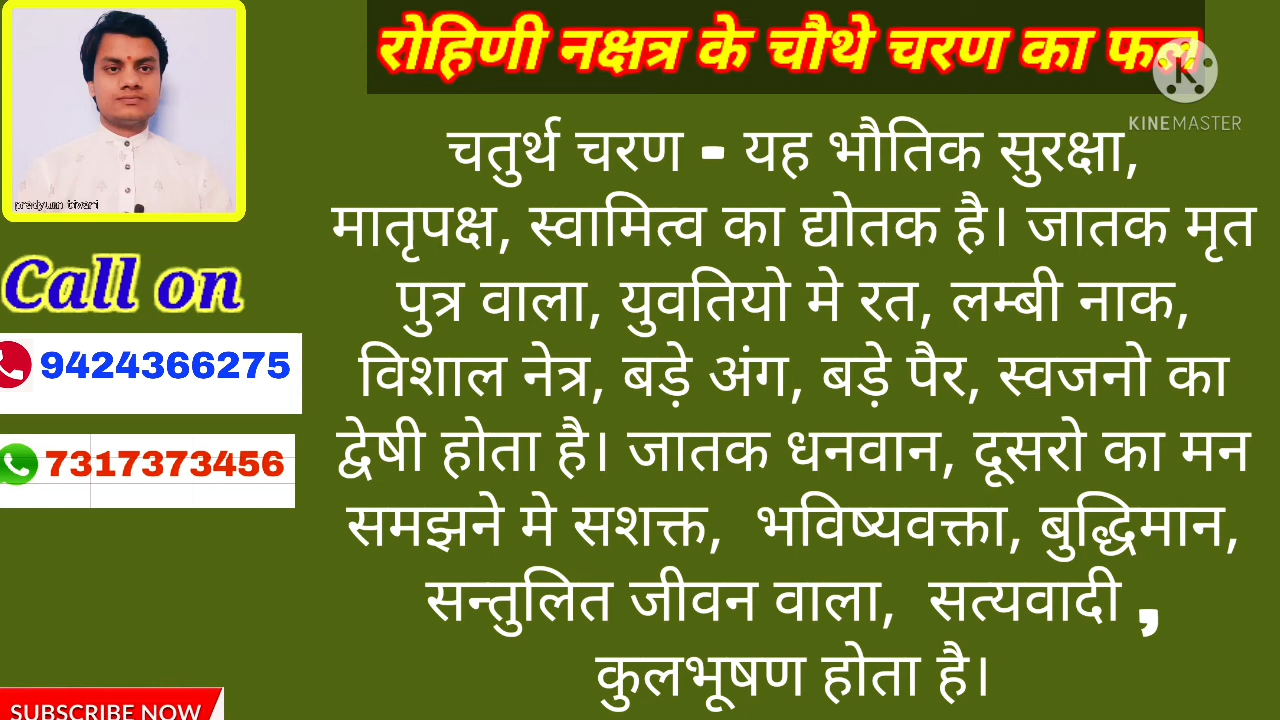 रोहिणी नक्षत्र के चौथे चरण का फल
KINEMASTER
चतुर्थ चरण - यह भौतिक सुरक्षा,
मातृपक्ष, स्वामित्व का द्योतक है। जातक मृत
पुत्र वाला, युवतियो मे रत, लम्बी नाक,
विशाल नेत्र, बड़े अंग, बड़े पैर, स्वजनो का
द्वेषी होता है। जातक धनवान, दूसरो का मन
समझने मे सशक्त, भविष्यवक्ता, बुद्धिमान,
सन्तुलित जीवन वाला, सत्यवादी ,
कुलभूषण होता है।
pradyumn tiwari
Call on
9424366275
7317373456
SUBSCRIBE NOW